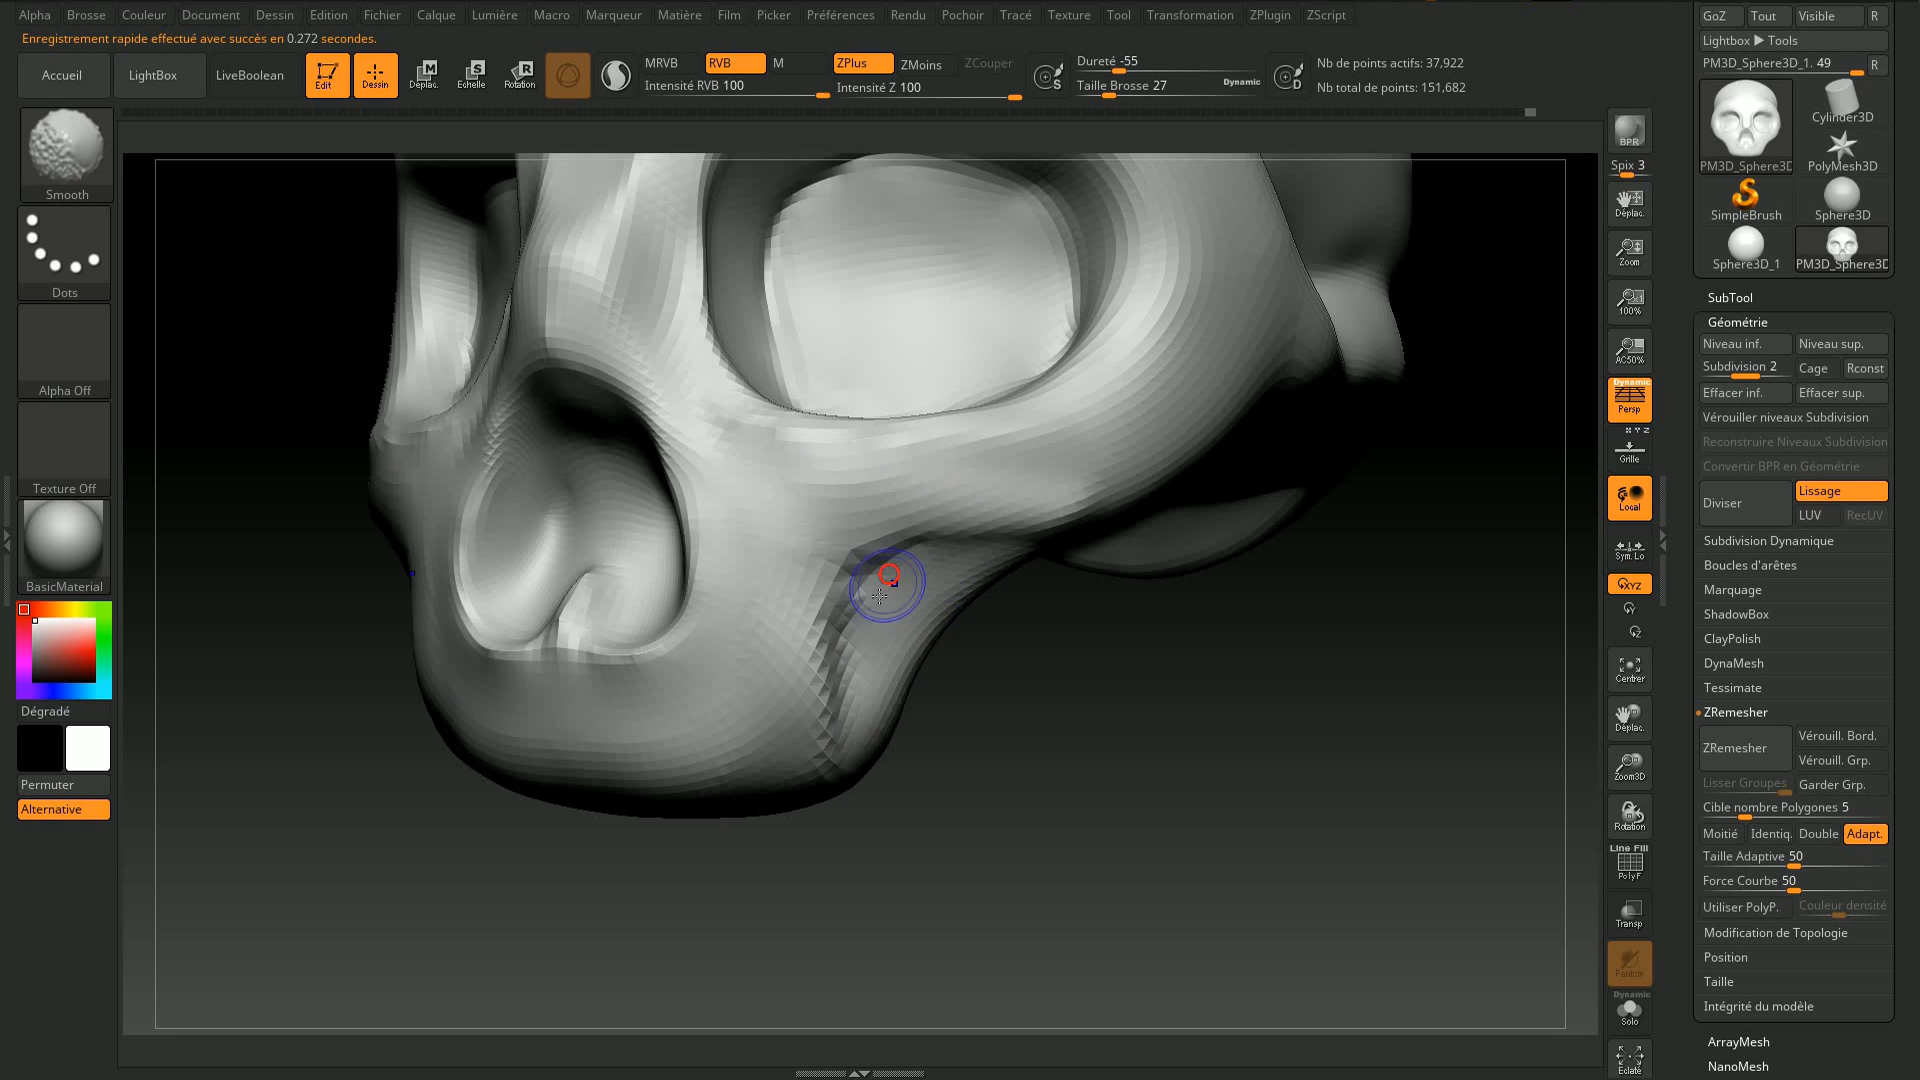 Alpha Brosse Couleur Document Dessin Edition Fichier Calque Lumière Macro Marqueur Matière Film Picker Préférences Rendu Pochoir Tracé Texture Tool Transformation ZPlugin ZScript
Enregistrement rapide effectué avec succès en 0.272 secondes.
Accueil
LightBox
LiveBoolean
Edit
Dessin
Déplac.
Echelle
Rotation
MRVB RVB M
Intensité RVB 100
ZPlus ZMoins ZCouper
Intensité Z 100
Dureté -55
Taille Brosse 27
Dynamic
Nb de points actifs: 37,922
Nb total de points: 151,682
Smooth
Dots
Alpha Off
Texture Off
BasicMaterial
Dégradé
Permuter
Alternative
BPR
Spix 3
Déplac.
Zoom
100%
AC50%
Dynamic
Persp
X Y Z
Grille
Local
Sym. Lo
XYZ
Y
Z
Centrer
Déplac.
Zoom3D
Rotation
Line Fill
PolyF
Transp
Fantom
Dynamic
Solo
Eclaté
GoZ Tout Visible R
Lightbox ▶ Tools
PM3D_Sphere3D_1. 49 R
PM3D_Sphere3D
Cylinder3D
PolyMesh3D
SimpleBrush
Sphere3D
Sphere3D_1
PM3D_Sphere3D
SubTool
Géométrie
Niveau inf. Niveau sup.
Subdivision 2 Cage Rconst
Effacer inf. Effacer sup.
Vérouiller niveaux Subdivision
Reconstruire Niveaux Subdivision
Convertir BPR en Géométrie
Diviser
Lissage
LUV RecUV
Subdivision Dynamique
Boucles d'arêtes
Marquage
ShadowBox
ClayPolish
DynaMesh
Tessimate
ZRemesher
ZRemesher
Vérouill. Bord.
Vérouill. Grp.
Lisser Groupes Garder Grp.
Cible nombre Polygones 5
Moitié Identiq. Double Adapt.
Taille Adaptive 50
Force Courbe 50
Utiliser PolyP. Couleur densité
Modification de Topologie
Position
Taille
Intégrité du modèle
ArrayMesh
NanoMesh